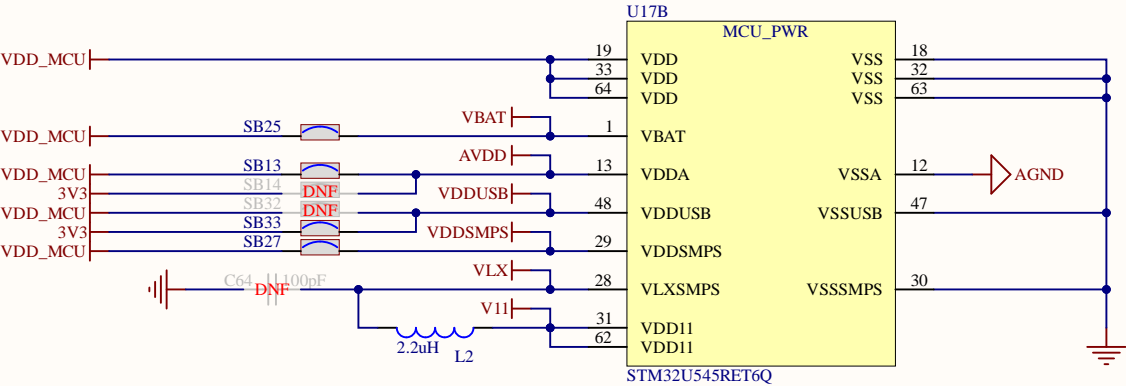 U17B
MCU_PWR
VDD_MCU 19 VDD VSS 18
33 VDD VSS 32
64 VDD VSS 63
VBAT
VDD_MCU SB25 1 VBAT
AVDD
VDD_MCU SB13 13 VDDA VSSA 12 AGND
3V3 SB14 DNF VDDUSB
VDD_MCU SB32 DNF 48 VDDUSB VSSUSB 47
3V3 SB33 VDDSMPS
VDD_MCU SB27 29 VDDSMPS
VLX
C64 DNF 100pF 28 VLXSMPS VSSSMPS 30
V11
31 VDD11
2.2uH L2 62 VDD11
STM32U545RET6Q